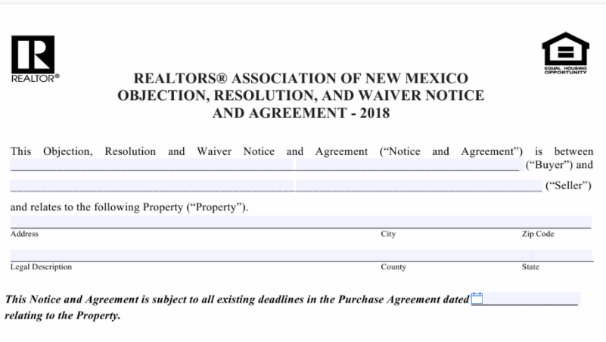 REALTOR®
EQUAL HOUSING
OPPORTUNITY
REALTORS® ASSOCIATION OF NEW MEXICO
OBJECTION, RESOLUTION, AND WAIVER NOTICE
AND AGREEMENT - 2018
This Objection, Resolution and Waiver Notice and Agreement (“Notice and Agreement”) is between
(“Buyer”) and
(“Seller”)
and relates to the following Property (“Property”).
Address City Zip Code
Legal Description County State
This Notice and Agreement is subject to all existing deadlines in the Purchase Agreement dated
relating to the Property.